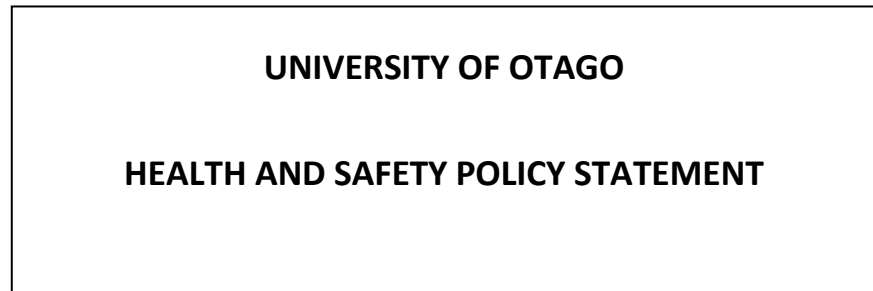 UNIVERSITY OF OTAGO
HEALTH AND SAFETY POLICY STATEMENT